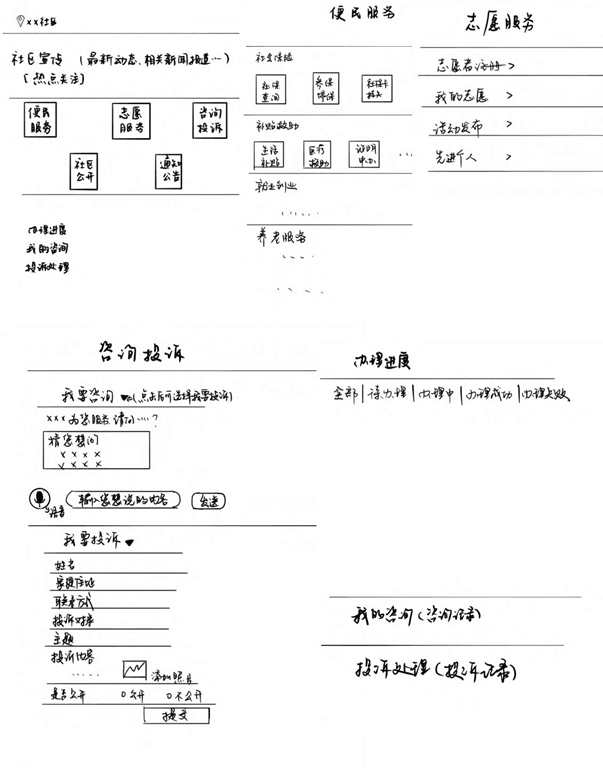 xx社区
社区宣传 (最新动态、相关新闻报道…)
(热点关注)
便民服务
志愿服务
咨询投诉
社区公开
通知公告
办理进度
我的咨询
投诉处理
便民服务
社会保险
社保查询
参保停保
社保卡
补贴救助
生活补贴
医疗救助
证明申办
…
就业创业
……
养老服务
……
……
志愿服务
志愿者注册 >
我的志愿 >
活动发布 >
先进个人 >
咨询投诉
我要咨询 (点击后可选择我要投诉)
xxx为您服务 请问…?
猜您想问
xxxx
xxxx
语音
输入您想说的内容
发送
我要投诉
姓名
家庭住址
联系方式
投诉对象
主题
投诉内容
……
添加照片
是否公开 ○公开 ○不公开
提交
办理进度
全部|待办理|办理中|办理成功|办理失败
我的咨询(咨询记录)
投诉处理(投诉记录)